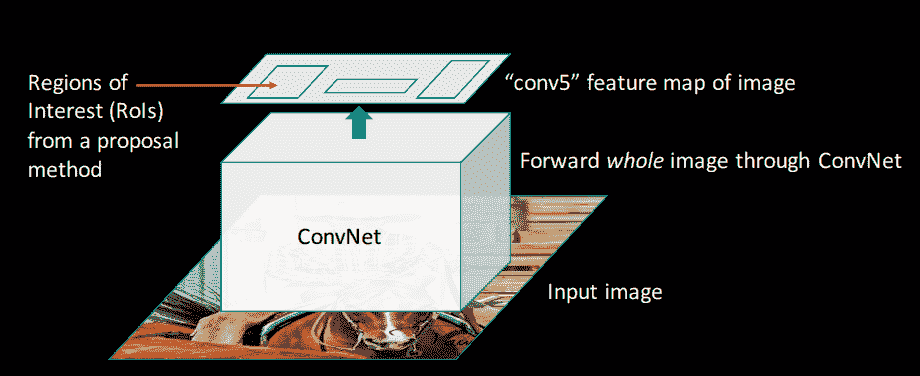 Regions of
Interest (RoIs)
from a proposal
method
“conv5” feature map of image
Forward whole image through ConvNet
ConvNet
Input image